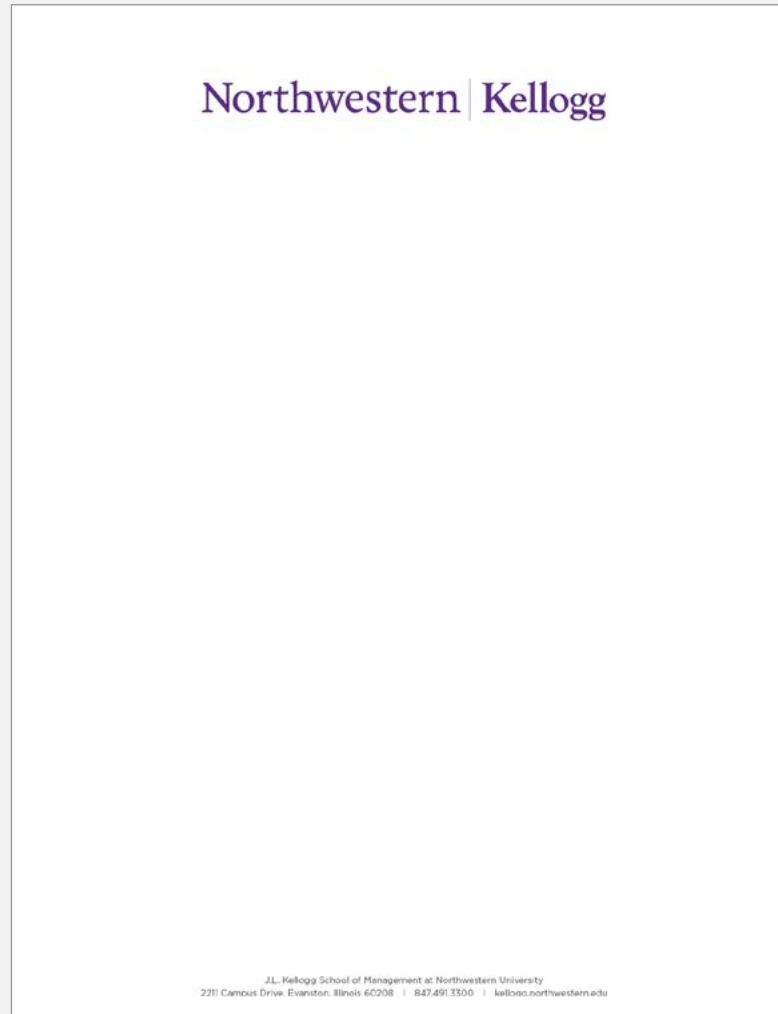 Northwestern | Kellogg
J.L. Kellogg School of Management at Northwestern University
2211 Campus Drive, Evanston, Illinois 60208 | 847.491.3300 | kellogg.northwestern.edu